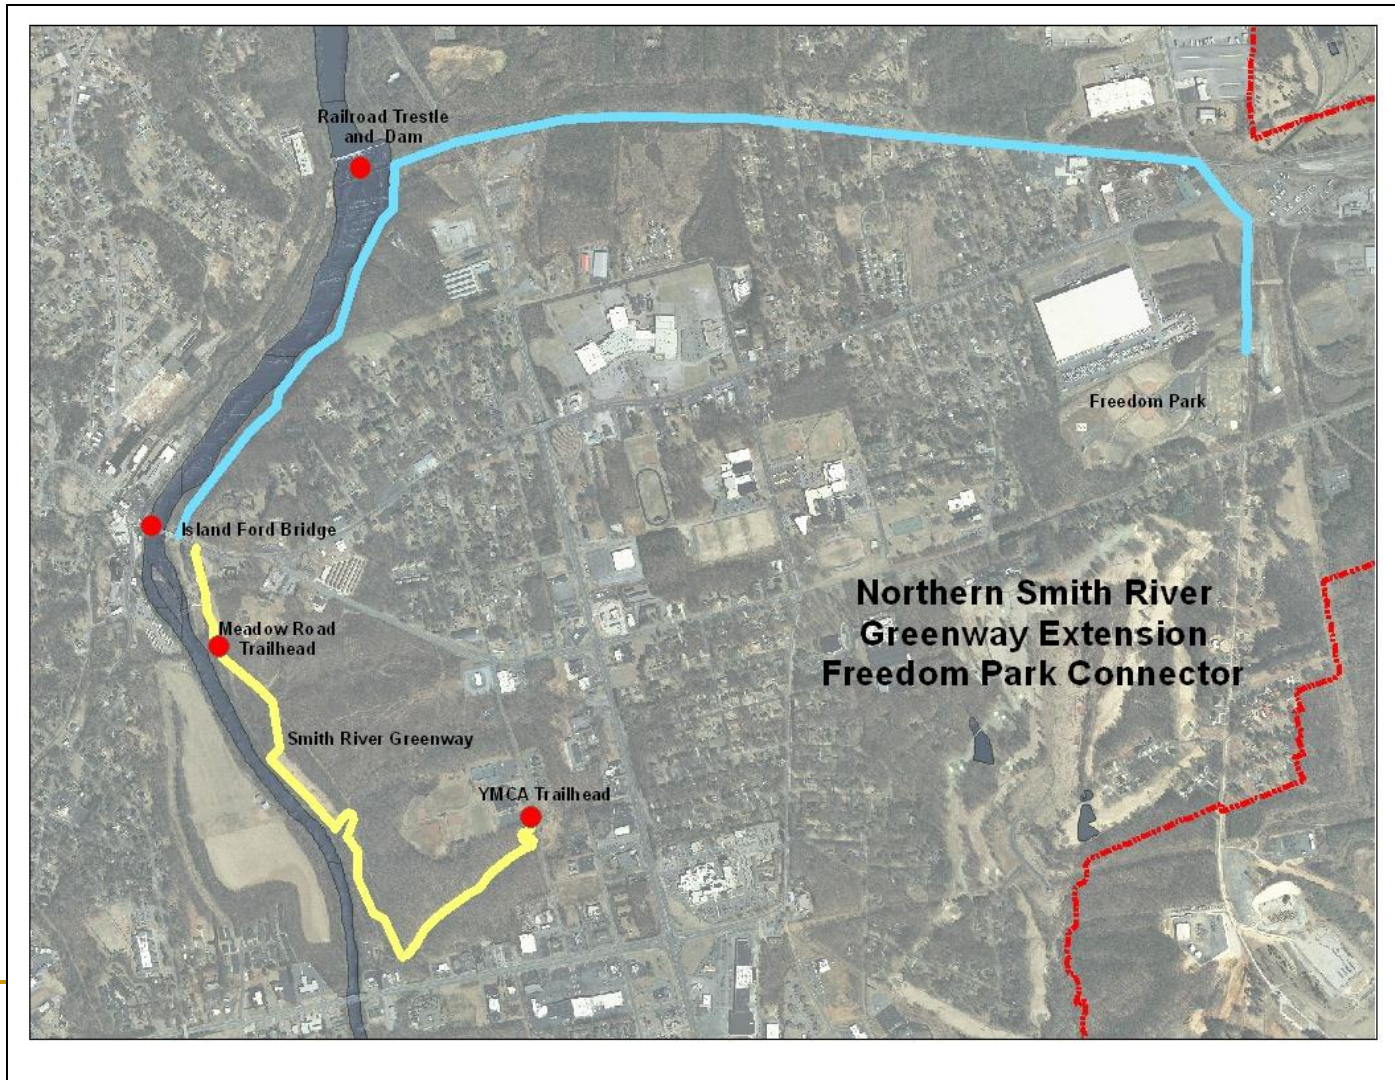 Railroad Trestle
and Dam
Freedom Park
Island Ford Bridge
Northern Smith River
Greenway Extension
Freedom Park Connector
Meadow Road
Trailhead
Smith River Greenway
YMCA Trailhead